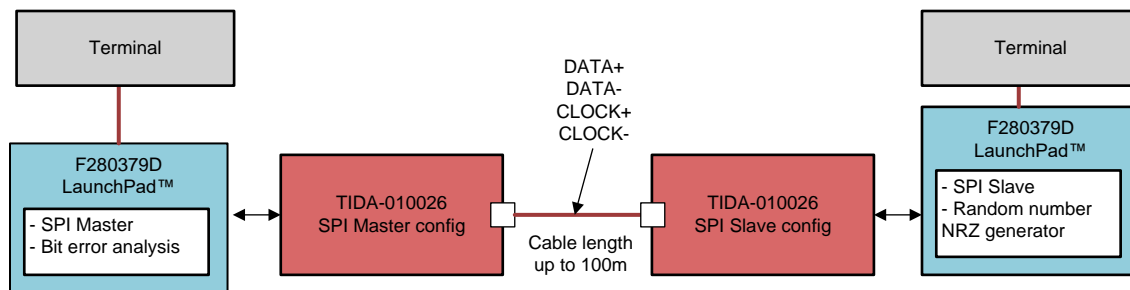 Terminal
F280379D
LaunchPad™
- SPI Master
- Bit error analysis
TIDA-010026
SPI Master config
DATA+
DATA-
CLOCK+
CLOCK-
Cable length
up to 100m
TIDA-010026
SPI Slave config
Terminal
F280379D
LaunchPad™
- SPI Slave
- Random number
NRZ generator